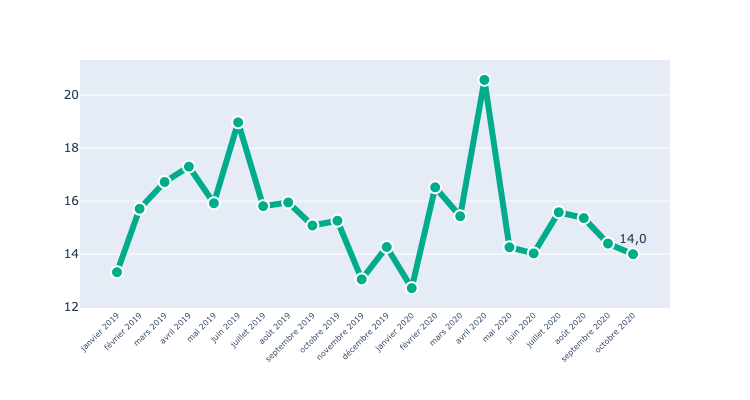 20
18
16
14
12
14,0
janvier 2019
février 2019
mars 2019
avril 2019
mai 2019
juin 2019
juillet 2019
août 2019
septembre 2019
octobre 2019
novembre 2019
décembre 2019
janvier 2020
février 2020
mars 2020
avril 2020
mai 2020
juin 2020
juillet 2020
août 2020
septembre 2020
octobre 2020